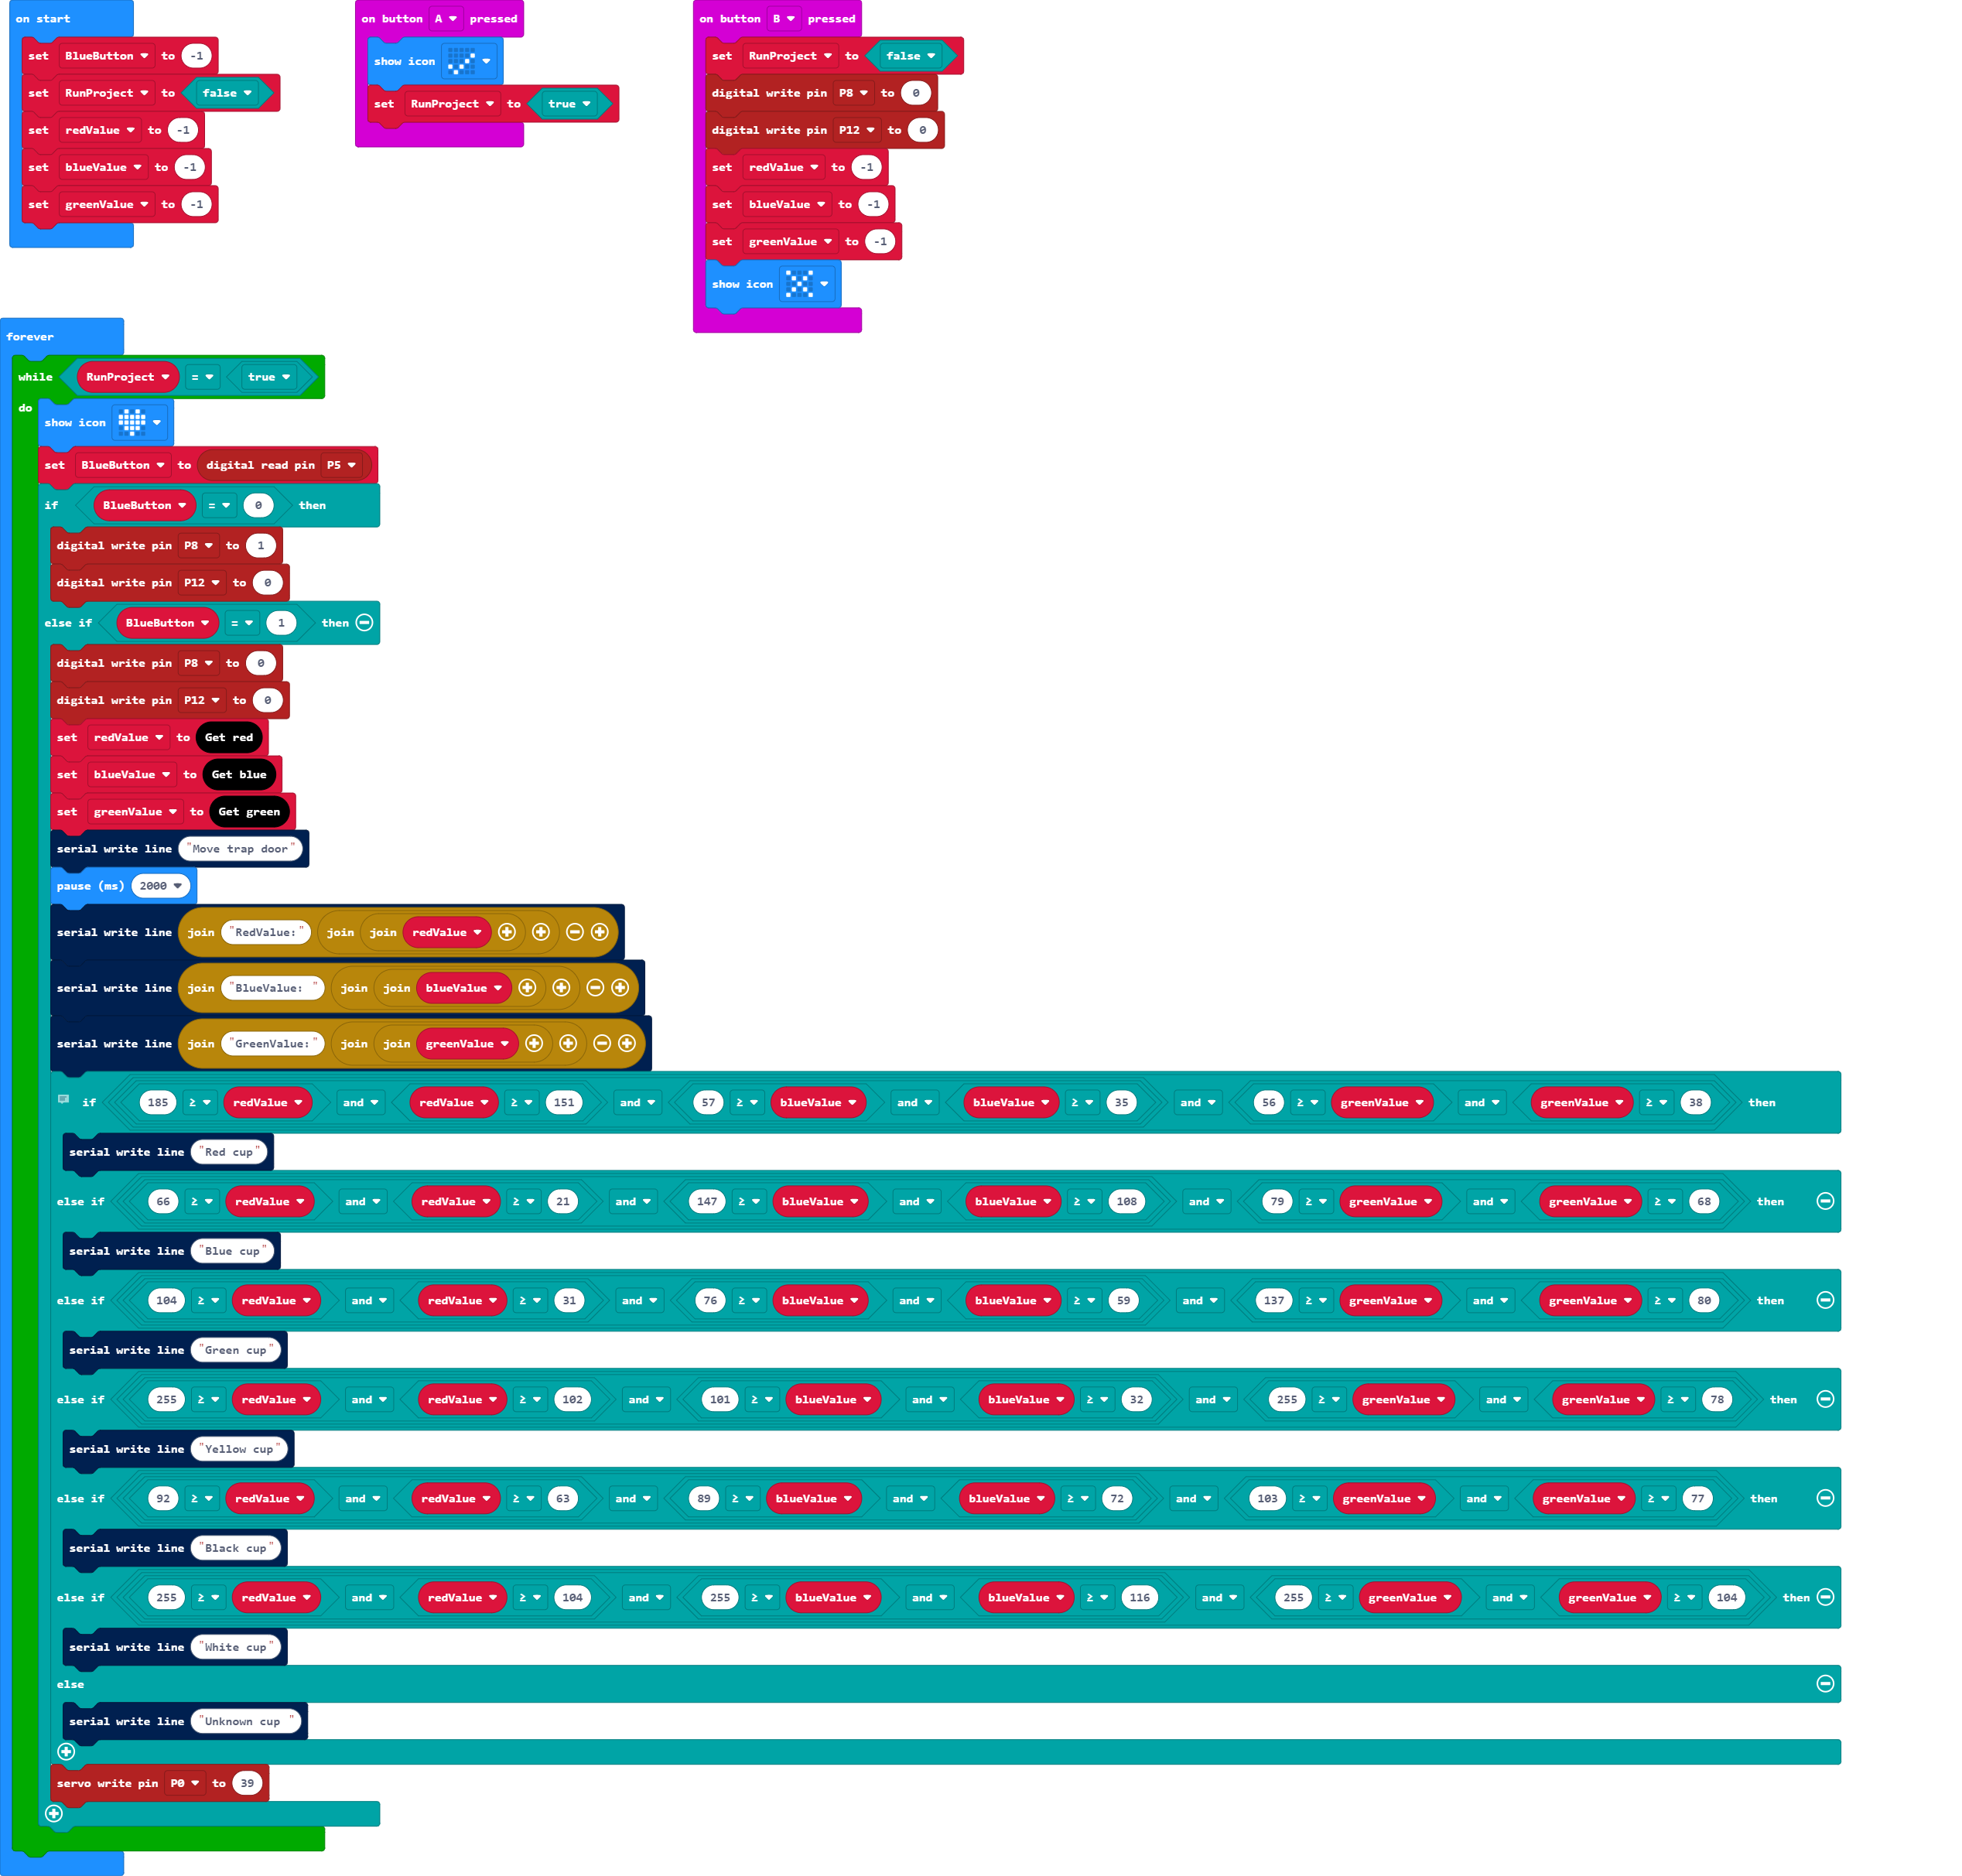 on start
set BlueButton to -1
set RunProject to false
set redValue to -1
set blueValue to -1
set greenValue to -1
on button A pressed
show icon
set RunProject to true
on button B pressed
set RunProject to false
digital write pin P8 to 0
digital write pin P12 to 0
set redValue to -1
set blueValue to -1
set greenValue to -1
show icon
forever
while RunProject = true
do
show icon
set BlueButton to digital read pin P5
if BlueButton = 0 then
digital write pin P8 to 1
digital write pin P12 to 0
else if BlueButton = 1 then
digital write pin P8 to 0
digital write pin P12 to 0
set redValue to Get red
set blueValue to Get blue
set greenValue to Get green
serial write line "Move trap door"
pause (ms) 2000
serial write line join "RedValue:" join join redValue
serial write line join "BlueValue: " join join blueValue
serial write line join "GreenValue:" join join greenValue
if 185 ≥ redValue and redValue ≥ 151 and 57 ≥ blueValue and blueValue ≥ 35 and 56 ≥ greenValue and greenValue ≥ 38 then
serial write line "Red cup"
else if 66 ≥ redValue and redValue ≥ 21 and 147 ≥ blueValue and blueValue ≥ 108 and 79 ≥ greenValue and greenValue ≥ 68 then
serial write line "Blue cup"
else if 104 ≥ redValue and redValue ≥ 31 and 76 ≥ blueValue and blueValue ≥ 59 and 137 ≥ greenValue and greenValue ≥ 80 then
serial write line "Green cup"
else if 255 ≥ redValue and redValue ≥ 102 and 101 ≥ blueValue and blueValue ≥ 32 and 255 ≥ greenValue and greenValue ≥ 78 then
serial write line "Yellow cup"
else if 92 ≥ redValue and redValue ≥ 63 and 89 ≥ blueValue and blueValue ≥ 72 and 103 ≥ greenValue and greenValue ≥ 77 then
serial write line "Black cup"
else if 255 ≥ redValue and redValue ≥ 104 and 255 ≥ blueValue and blueValue ≥ 116 and 255 ≥ greenValue and greenValue ≥ 104 then
serial write line "White cup"
else
serial write line "Unknown cup "
servo write pin P0 to 39